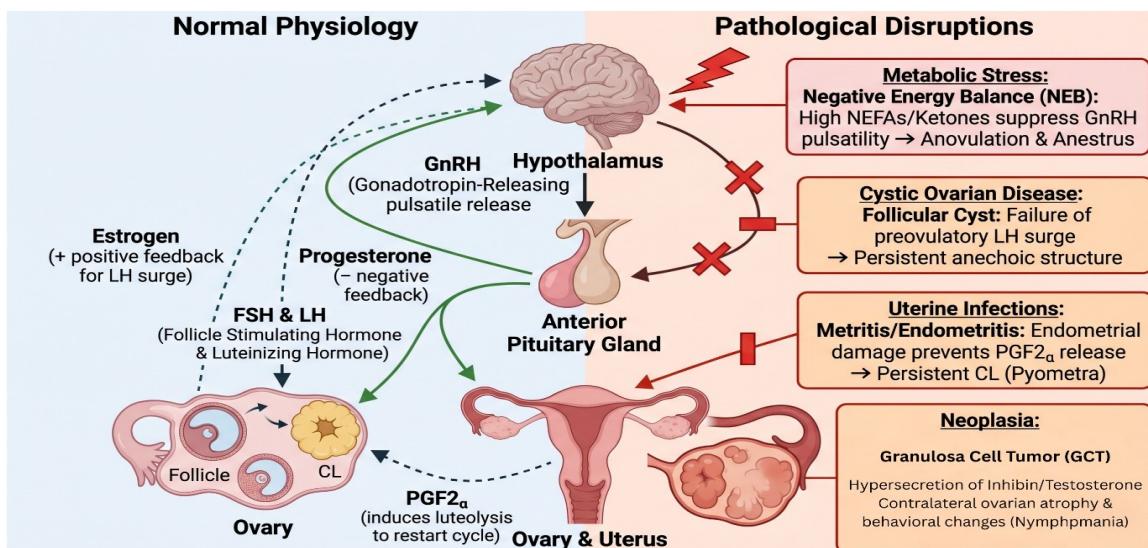 Normal Physiology
Pathological Disruptions
GnRH
(Gonadotropin-Releasing
pulsatile release
Hypothalamus
Estrogen
(+ positive feedback
for LH surge)
Progesterone
(− negative
feedback)
FSH & LH
(Follicle Stimulating Hormone
& Luteinizing Hormone)
Anterior
Pituitary Gland
Follicle
CL
Ovary
PGF2α
(induces luteolysis
to restart cycle)
Ovary & Uterus
Metabolic Stress:
Negative Energy Balance (NEB):
High NEFAs/Ketones suppress GnRH
pulsatility → Anovulation & Anestrus
Cystic Ovarian Disease:
Follicular Cyst: Failure of
preovulatory LH surge
→ Persistent anechoic structure
Uterine Infections:
Metritis/Endometritis: Endometrial
damage prevents PGF2α release
→ Persistent CL (Pyometra)
Neoplasia:
Granulosa Cell Tumor (GCT)
Hypersecretion of Inhibin/Testosterone
Contralateral ovarian atrophy &
behavioral changes (Nymphpmania)